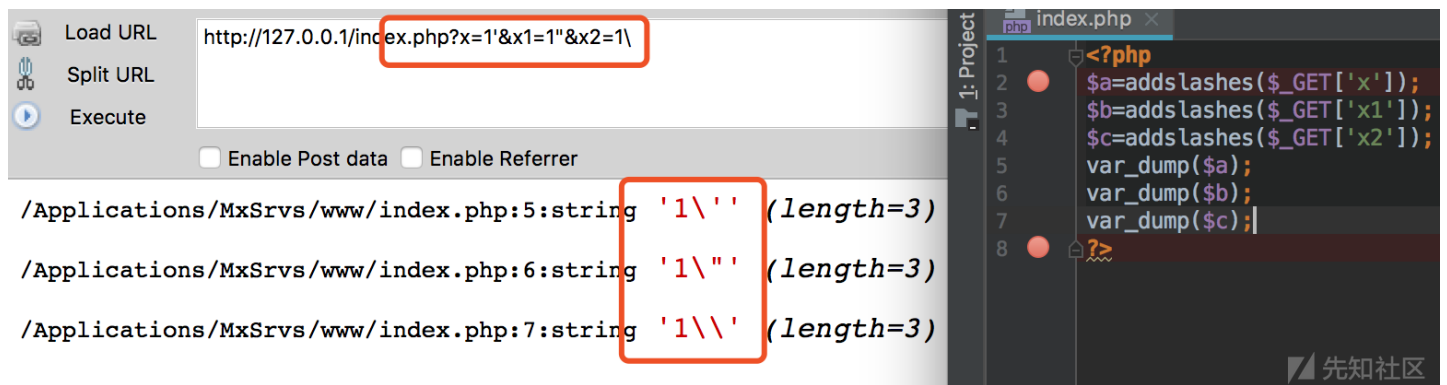 Load URL
http://127.0.0.1/index.php?x=1'&x1=1"&x2=1\
Split URL
Execute
Enable Post data
Enable Referrer
/Applications/MxSrvs/www/index.php:5:string '1\'' (length=3)
/Applications/MxSrvs/www/index.php:6:string '1\"' (length=3)
/Applications/MxSrvs/www/index.php:7:string '1\\' (length=3)
1: Project
php
index.php
1 <?php
2 $a=addslashes($_GET['x']);
3 $b=addslashes($_GET['x1']);
4 $c=addslashes($_GET['x2']);
5 var_dump($a);
6 var_dump($b);
7 var_dump($c);
8 ?>
先知社区